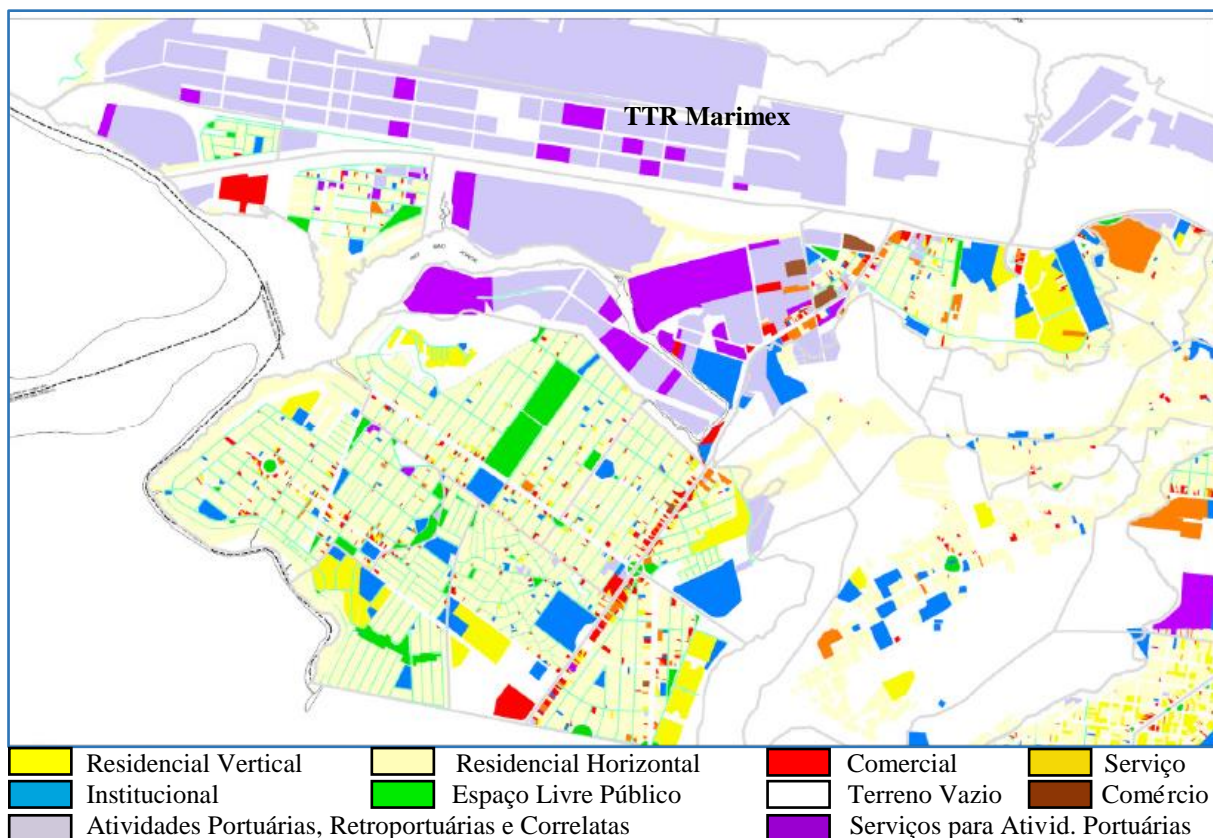 TTR Marimex
Residencial Vertical
Residencial Horizontal
Comercial
Serviço
Institucional
Espaço Livre Público
Terreno Vazio
Comércio
Atividades Portuárias, Retroportuárias e Correlatas
Serviços para Ativid. Portuárias